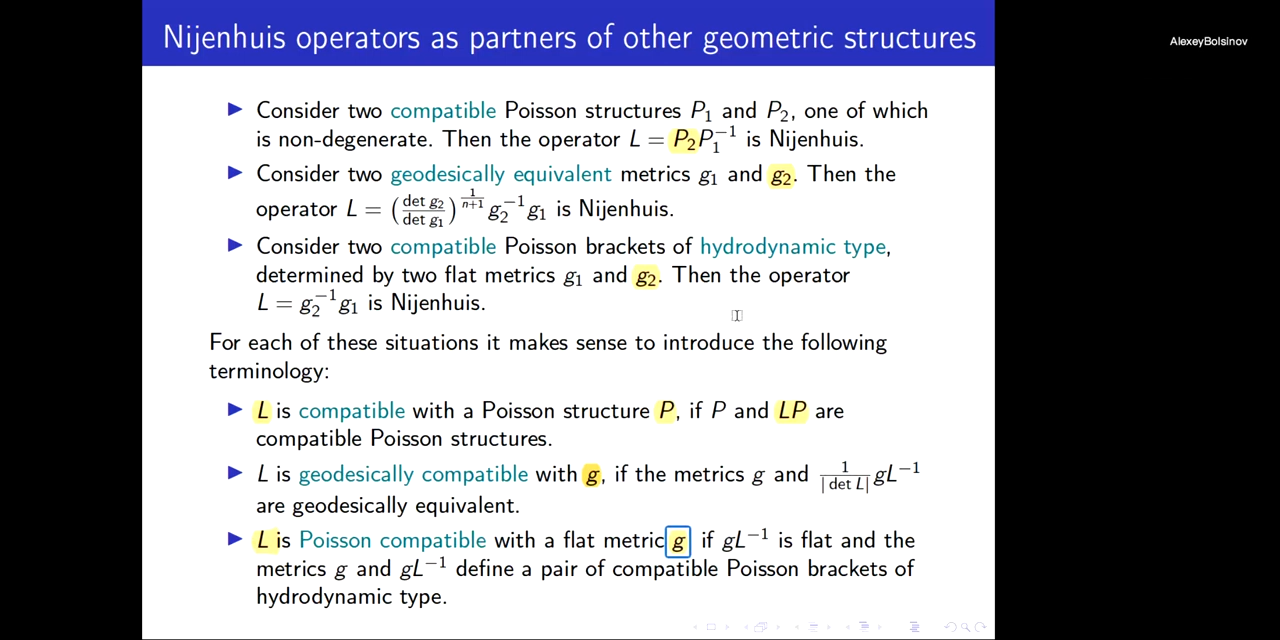 Nijenhuis operators as partners of other geometric structures
AlexeyBolsinov
▶ Consider two compatible Poisson structures P₁ and P₂, one of which
is non-degenerate. Then the operator L = P₂P₁⁻¹ is Nijenhuis.
▶ Consider two geodesically equivalent metrics g₁ and g₂. Then the
operator L = (det g₂ / det g₁)^(1/(n+1)) g₂⁻¹g₁ is Nijenhuis.
▶ Consider two compatible Poisson brackets of hydrodynamic type,
determined by two flat metrics g₁ and g₂. Then the operator
L = g₂⁻¹g₁ is Nijenhuis.
For each of these situations it makes sense to introduce the following
terminology:
▶ L is compatible with a Poisson structure P, if P and LP are
compatible Poisson structures.
▶ L is geodesically compatible with g, if the metrics g and 1/|det L| gL⁻¹
are geodesically equivalent.
▶ L is Poisson compatible with a flat metric g if gL⁻¹ is flat and the
metrics g and gL⁻¹ define a pair of compatible Poisson brackets of
hydrodynamic type.